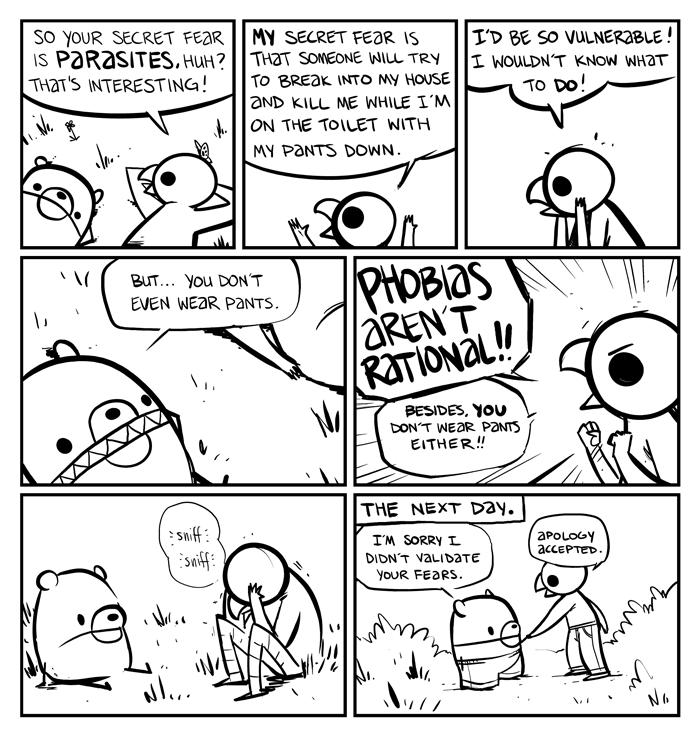 SO YOUR SECRET FEAR
IS PARASITES, HUH?
THAT'S INTERESTING!
MY SECRET FEAR IS
THAT SOMEONE WILL TRY
TO BREAK INTO MY HOUSE
AND KILL ME WHILE I'M
ON THE TOILET WITH
MY PANTS DOWN.
I'D BE SO VULNERABLE!
I WOULDN'T KNOW WHAT
TO DO!
BUT... YOU DON'T
EVEN WEAR PANTS.
PHOBIAS
AREN'T
RATIONAL!!
BESIDES, YOU
DON'T WEAR PANTS
EITHER!!
sniff
sniff
THE NEXT DAY.
I'M SORRY I
DIDN'T VALIDATE
YOUR FEARS.
APOLOGY
ACCEPTED.